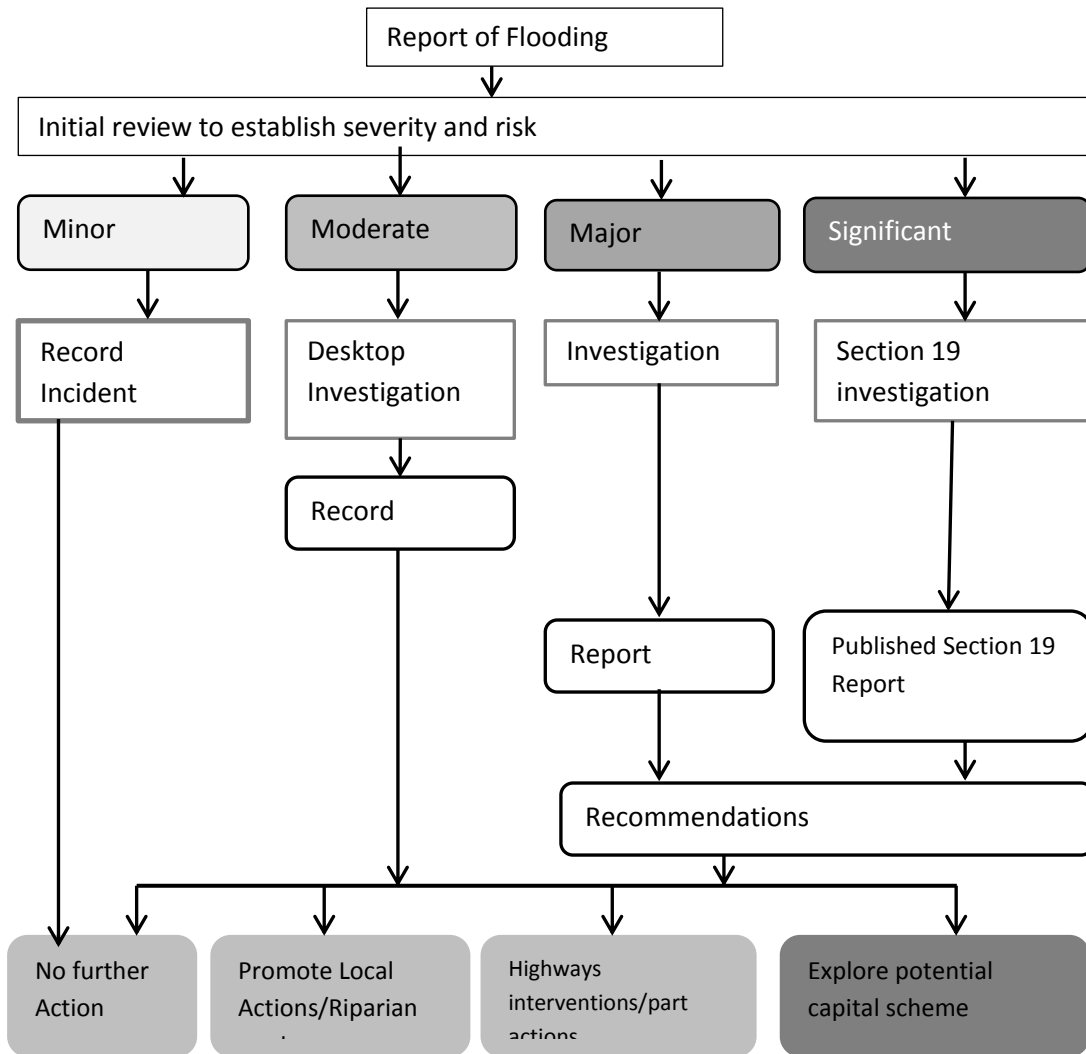 Report of Flooding
Initial review to establish severity and risk
Minor
Moderate
Major
Significant
Record
Incident
Desktop
Investigation
Investigation
Section 19
investigation
Record
Report
Published Section 19
Report
Recommendations
No further
Action
Promote Local
Actions/Riparian
Highways
interventions/part
actions
Explore potential
capital scheme